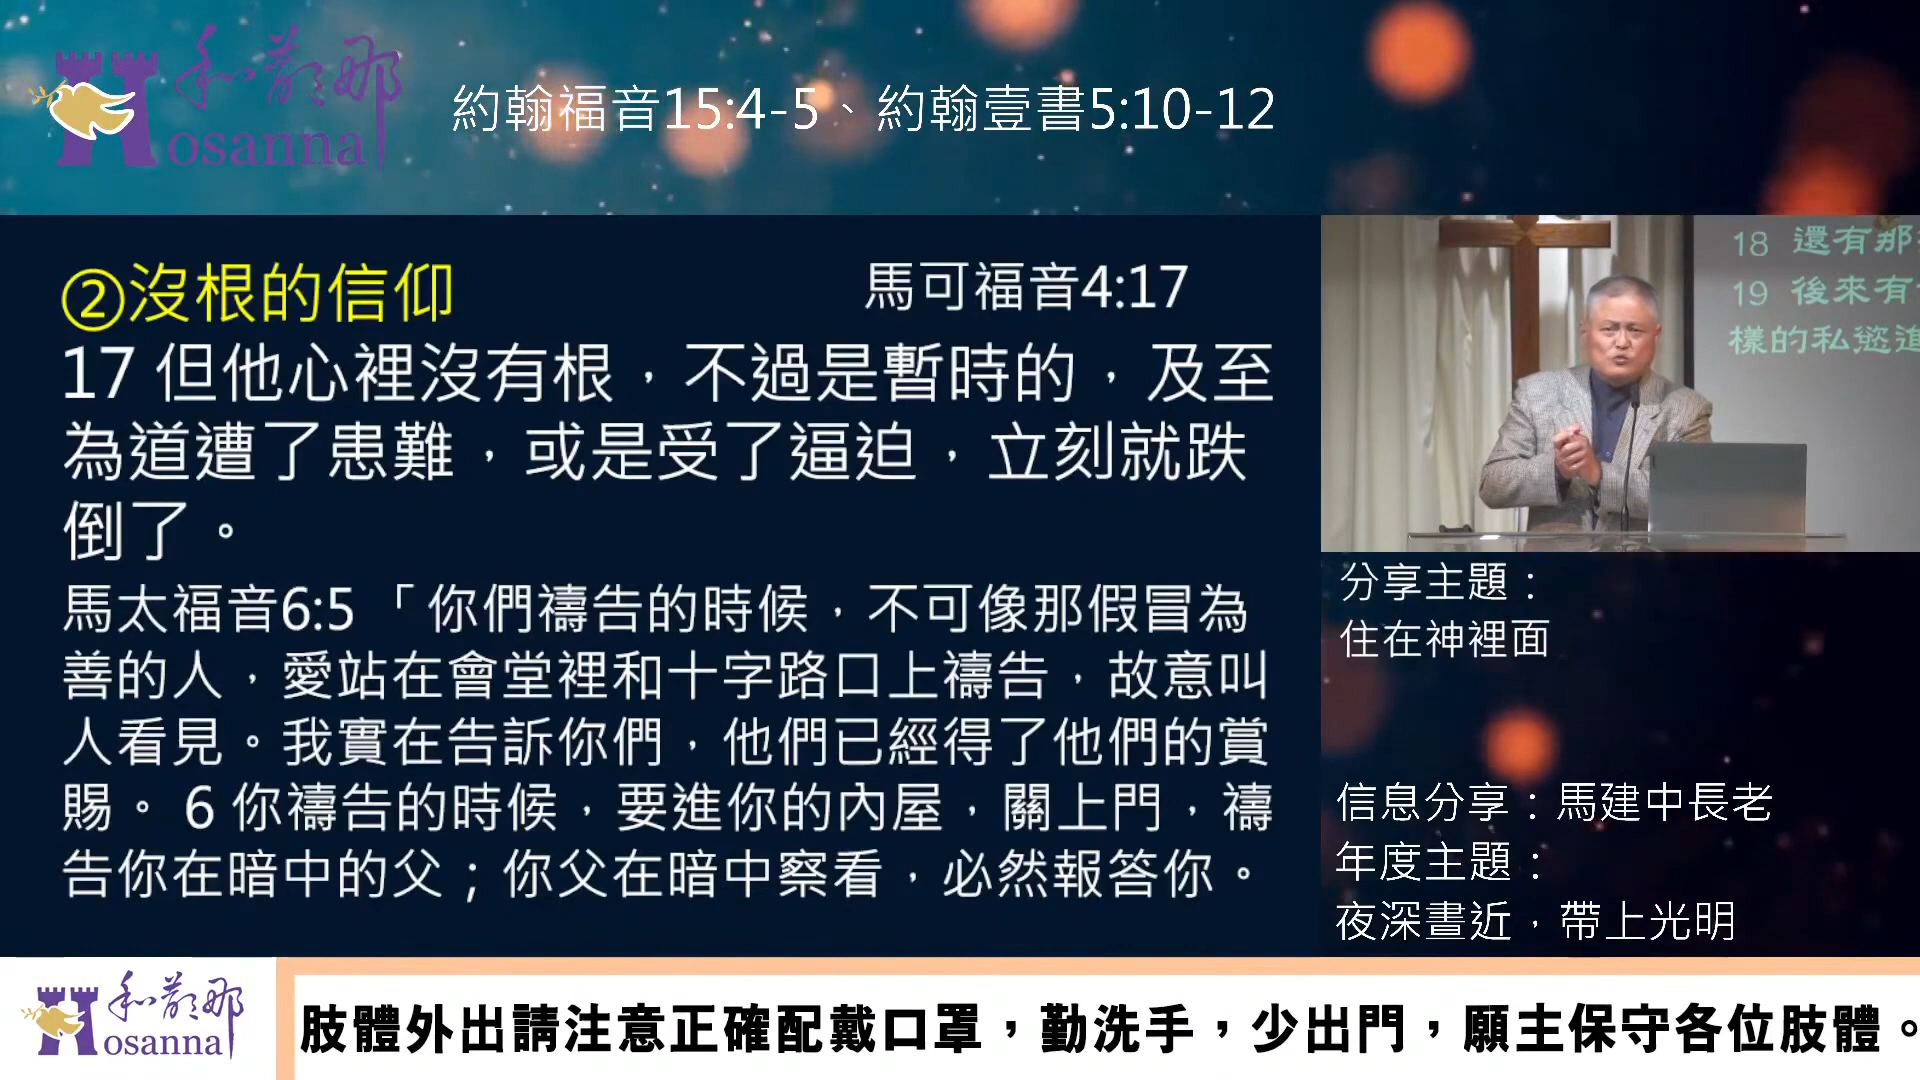 和散那
Hosanna
約翰福音15:4-5、約翰壹書5:10-12
②沒根的信仰
馬可福音4:17
17 但他心裡沒有根，不過是暫時的，及至
為道遭了患難，或是受了逼迫，立刻就跌
倒了。
馬太福音6:5 「你們禱告的時候，不可像那假冒為
善的人，愛站在會堂裡和十字路口上禱告，故意叫
人看見。我實在告訴你們，他們已經得了他們的賞
賜。 6 你禱告的時候，要進你的內屋，關上門，禱
告你在暗中的父；你父在暗中察看，必然報答你。
18 還有那
19 後來有
樣的私慾進
分享主題：
住在神裡面
信息分享：馬建中長老
年度主題：
夜深晝近，帶上光明
和散那
Hosanna
肢體外出請注意正確配戴口罩，勤洗手，少出門，願主保守各位肢體。